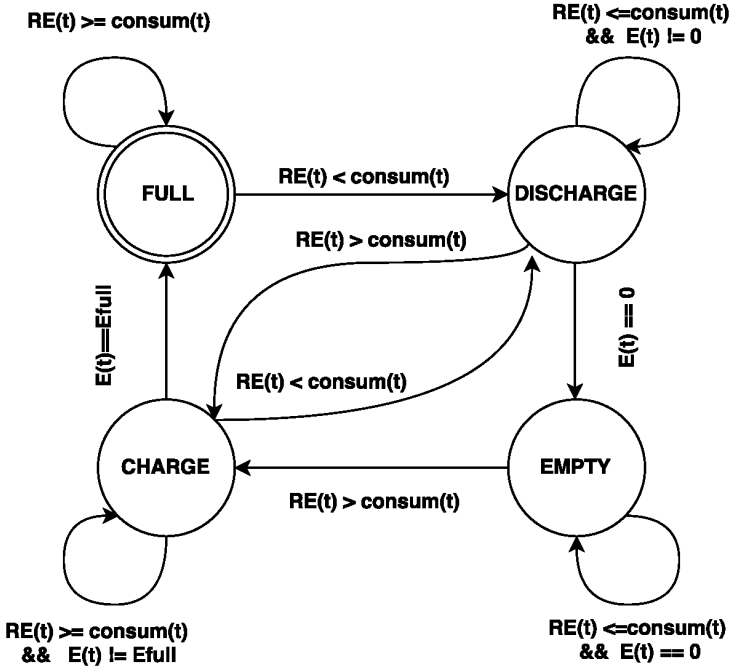 RE(t) >= consum(t)
RE(t) <=consum(t)
&& E(t) != 0
FULL
RE(t) < consum(t)
DISCHARGE
RE(t) > consum(t)
E(t)==Efull
E(t) == 0
RE(t) < consum(t)
CHARGE
EMPTY
RE(t) > consum(t)
RE(t) >= consum(t)
&& E(t) != Efull
RE(t) <=consum(t)
&& E(t) == 0